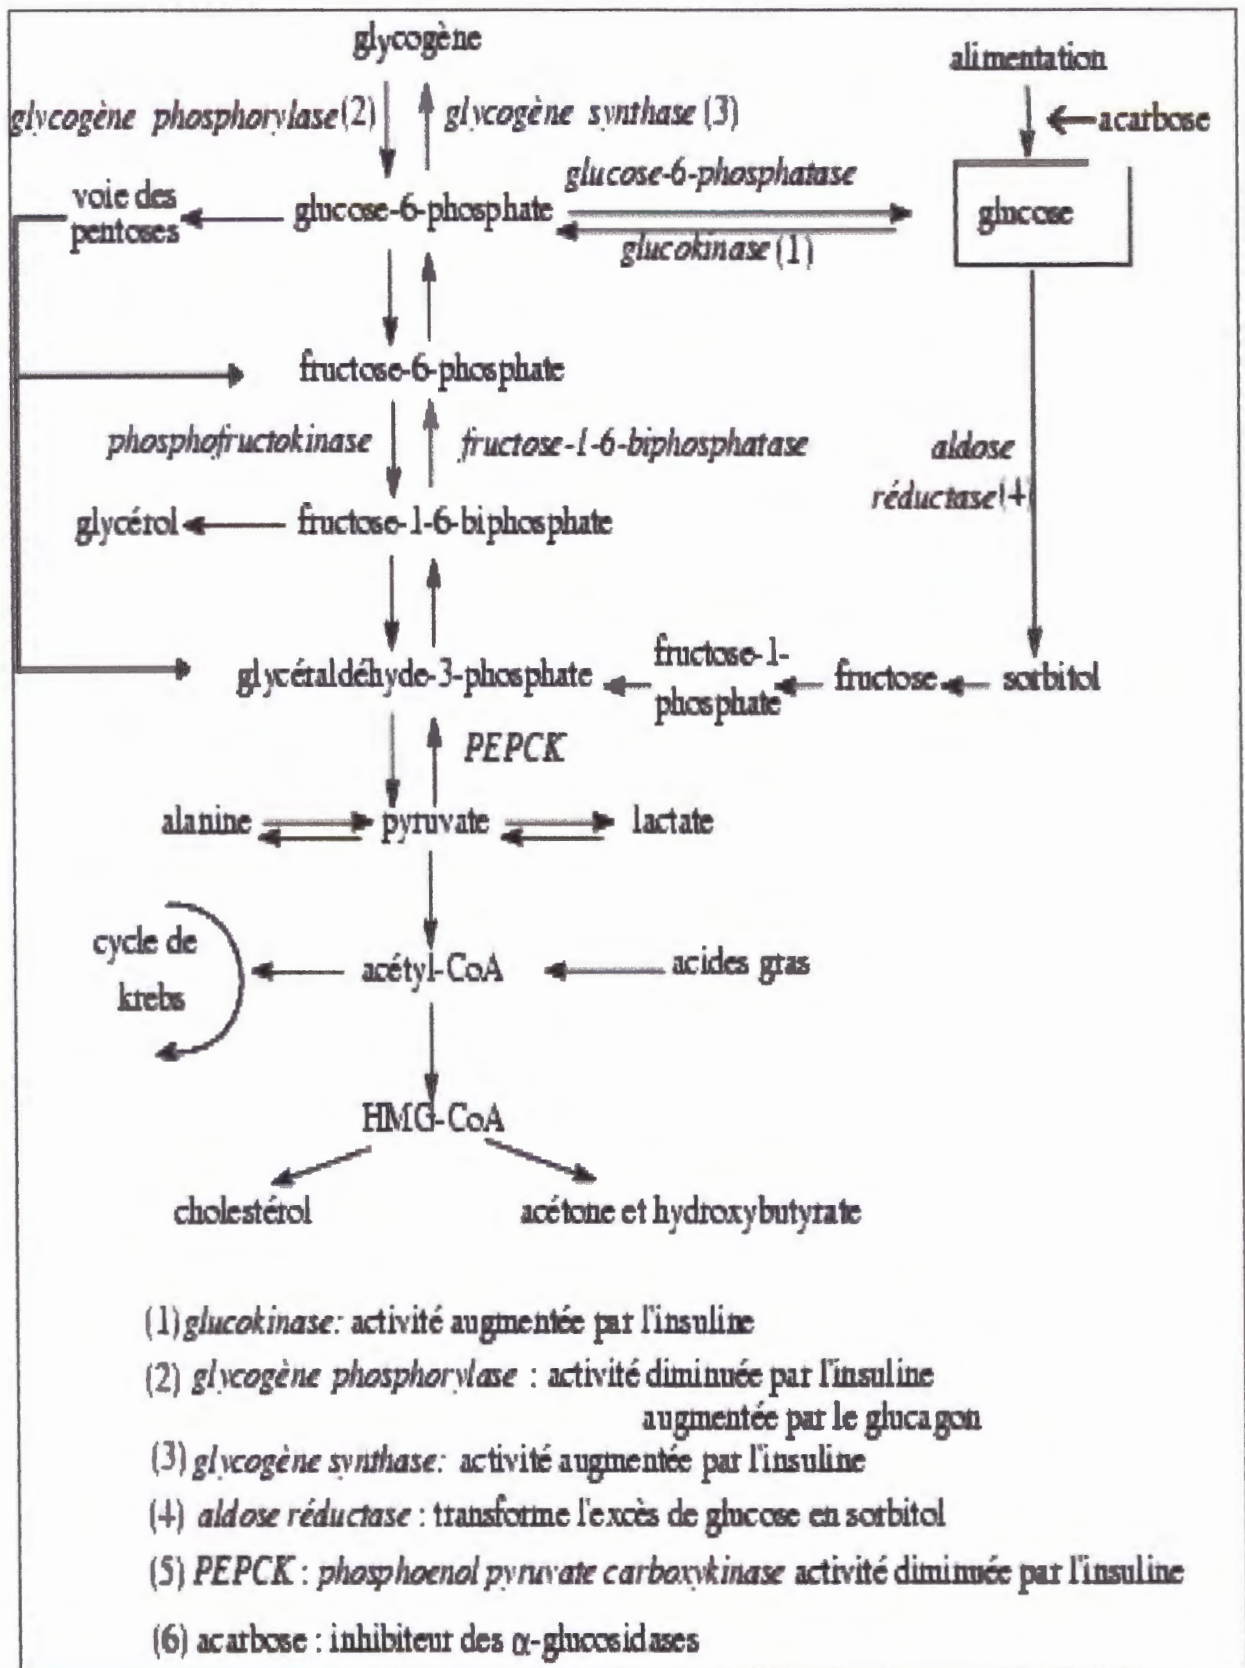 glycogène
alimentation
glycogène phosphorylase (2)
glycogène synthase (3)
acarbose
glucose-6-phosphatase
voie des
pentoses
glucose-6-phosphate
glucose
glucokinase (1)
fructose-6-phosphate
phosphofructokinase
fructose-1-6-biphosphatase
aldose
réductase (4)
glycérol
fructose-1-6-biphosphate
glycéraldéhyde-3-phosphate
fructose-1-
phosphate
fructose
sorbitol
PEPCK
alanine
pyruvate
lactate
cycle de
krebs
acétyl-CoA
acides gras
HMG-CoA
cholestérol
acétone et hydroxybutyrate
(1) glucokinase: activité augmentée par l'insuline
(2) glycogène phosphorylase : activité diminuée par l'insuline
augmentée par le glucagon
(3) glycogène synthase: activité augmentée par l'insuline
(4) aldose réductase : transforme l'excès de glucose en sorbitol
(5) PEPCK : phosphoenol pyruvate carboxykinase activité diminuée par l'insuline
(6) acarbose : inhibiteur des α-glucosidases